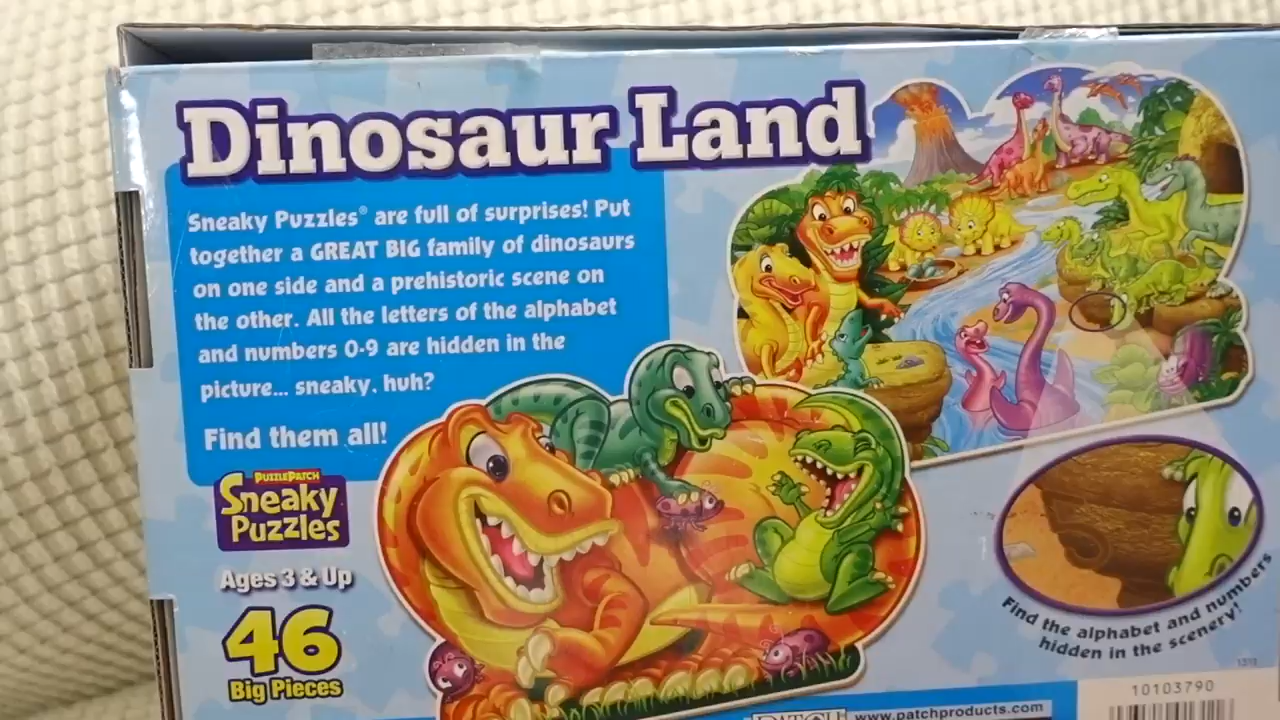 Dinosaur Land
Sneaky Puzzles® are full of surprises! Put
together a GREAT BIG family of dinosaurs
on one side and a prehistoric scene on
the other. All the letters of the alphabet
and numbers 0-9 are hidden in the
picture... sneaky, huh?
Find them all!
PUZZLEPATCH
Sneaky
Puzzles
Ages 3 & Up
46
Big Pieces
Find the alphabet and numbers
hidden in the scenery!
1310
10103790
PATCH
www.patchproducts.com